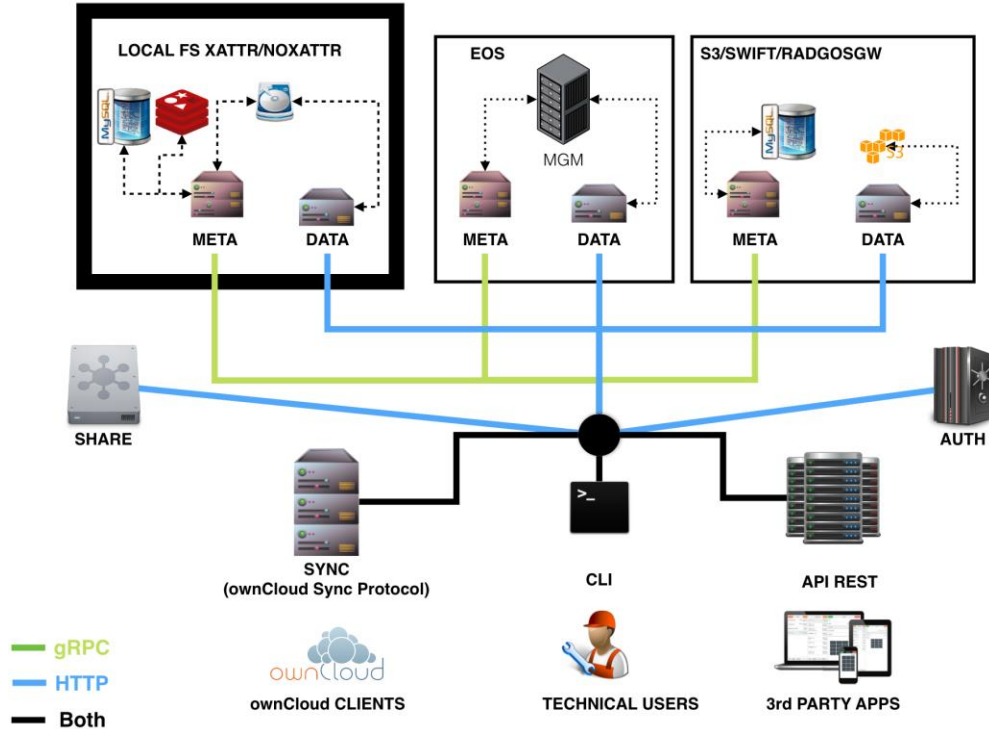 LOCAL FS XATTR/NOXATTR
EOS
S3/SWIFT/RADGOSGW
MySQL
MySQL
S3
MGM
META
DATA
META
DATA
META
DATA
SHARE
AUTH
>_
SYNC
(ownCloud Sync Protocol)
CLI
API REST
gRPC
HTTP
Both
ownCloud
ownCloud CLIENTS
TECHNICAL USERS
3rd PARTY APPS